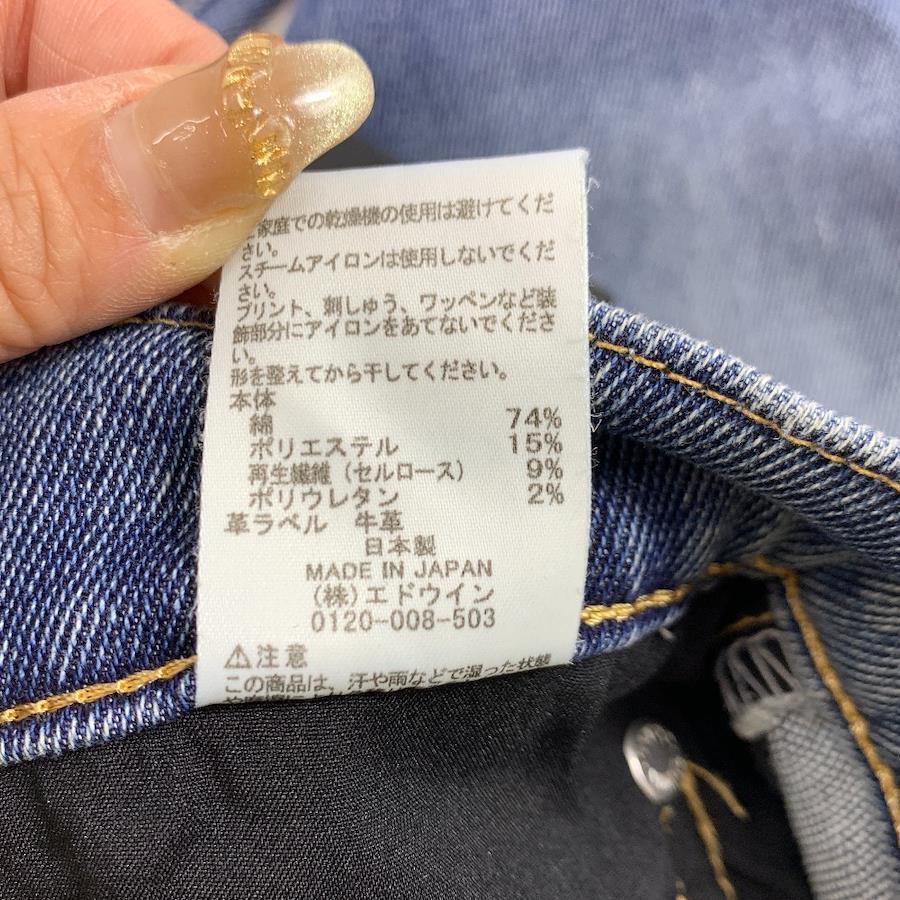 ご家庭での乾燥機の使用は避けてくだ
さい。
スチームアイロンは使用しないでくだ
さい。
プリント、刺しゅう、ワッペンなど装
飾部分にアイロンをあてないでくださ
い。
形を整えてから干してください。
本体
綿 74%
ポリエステル 15%
再生繊維（セルロース） 9%
ポリウレタン 2%
革ラベル 牛革
日本製
MADE IN JAPAN
（株）エドウイン
0120-008-503
⚠注意
この商品は、汗や雨などで湿った状態